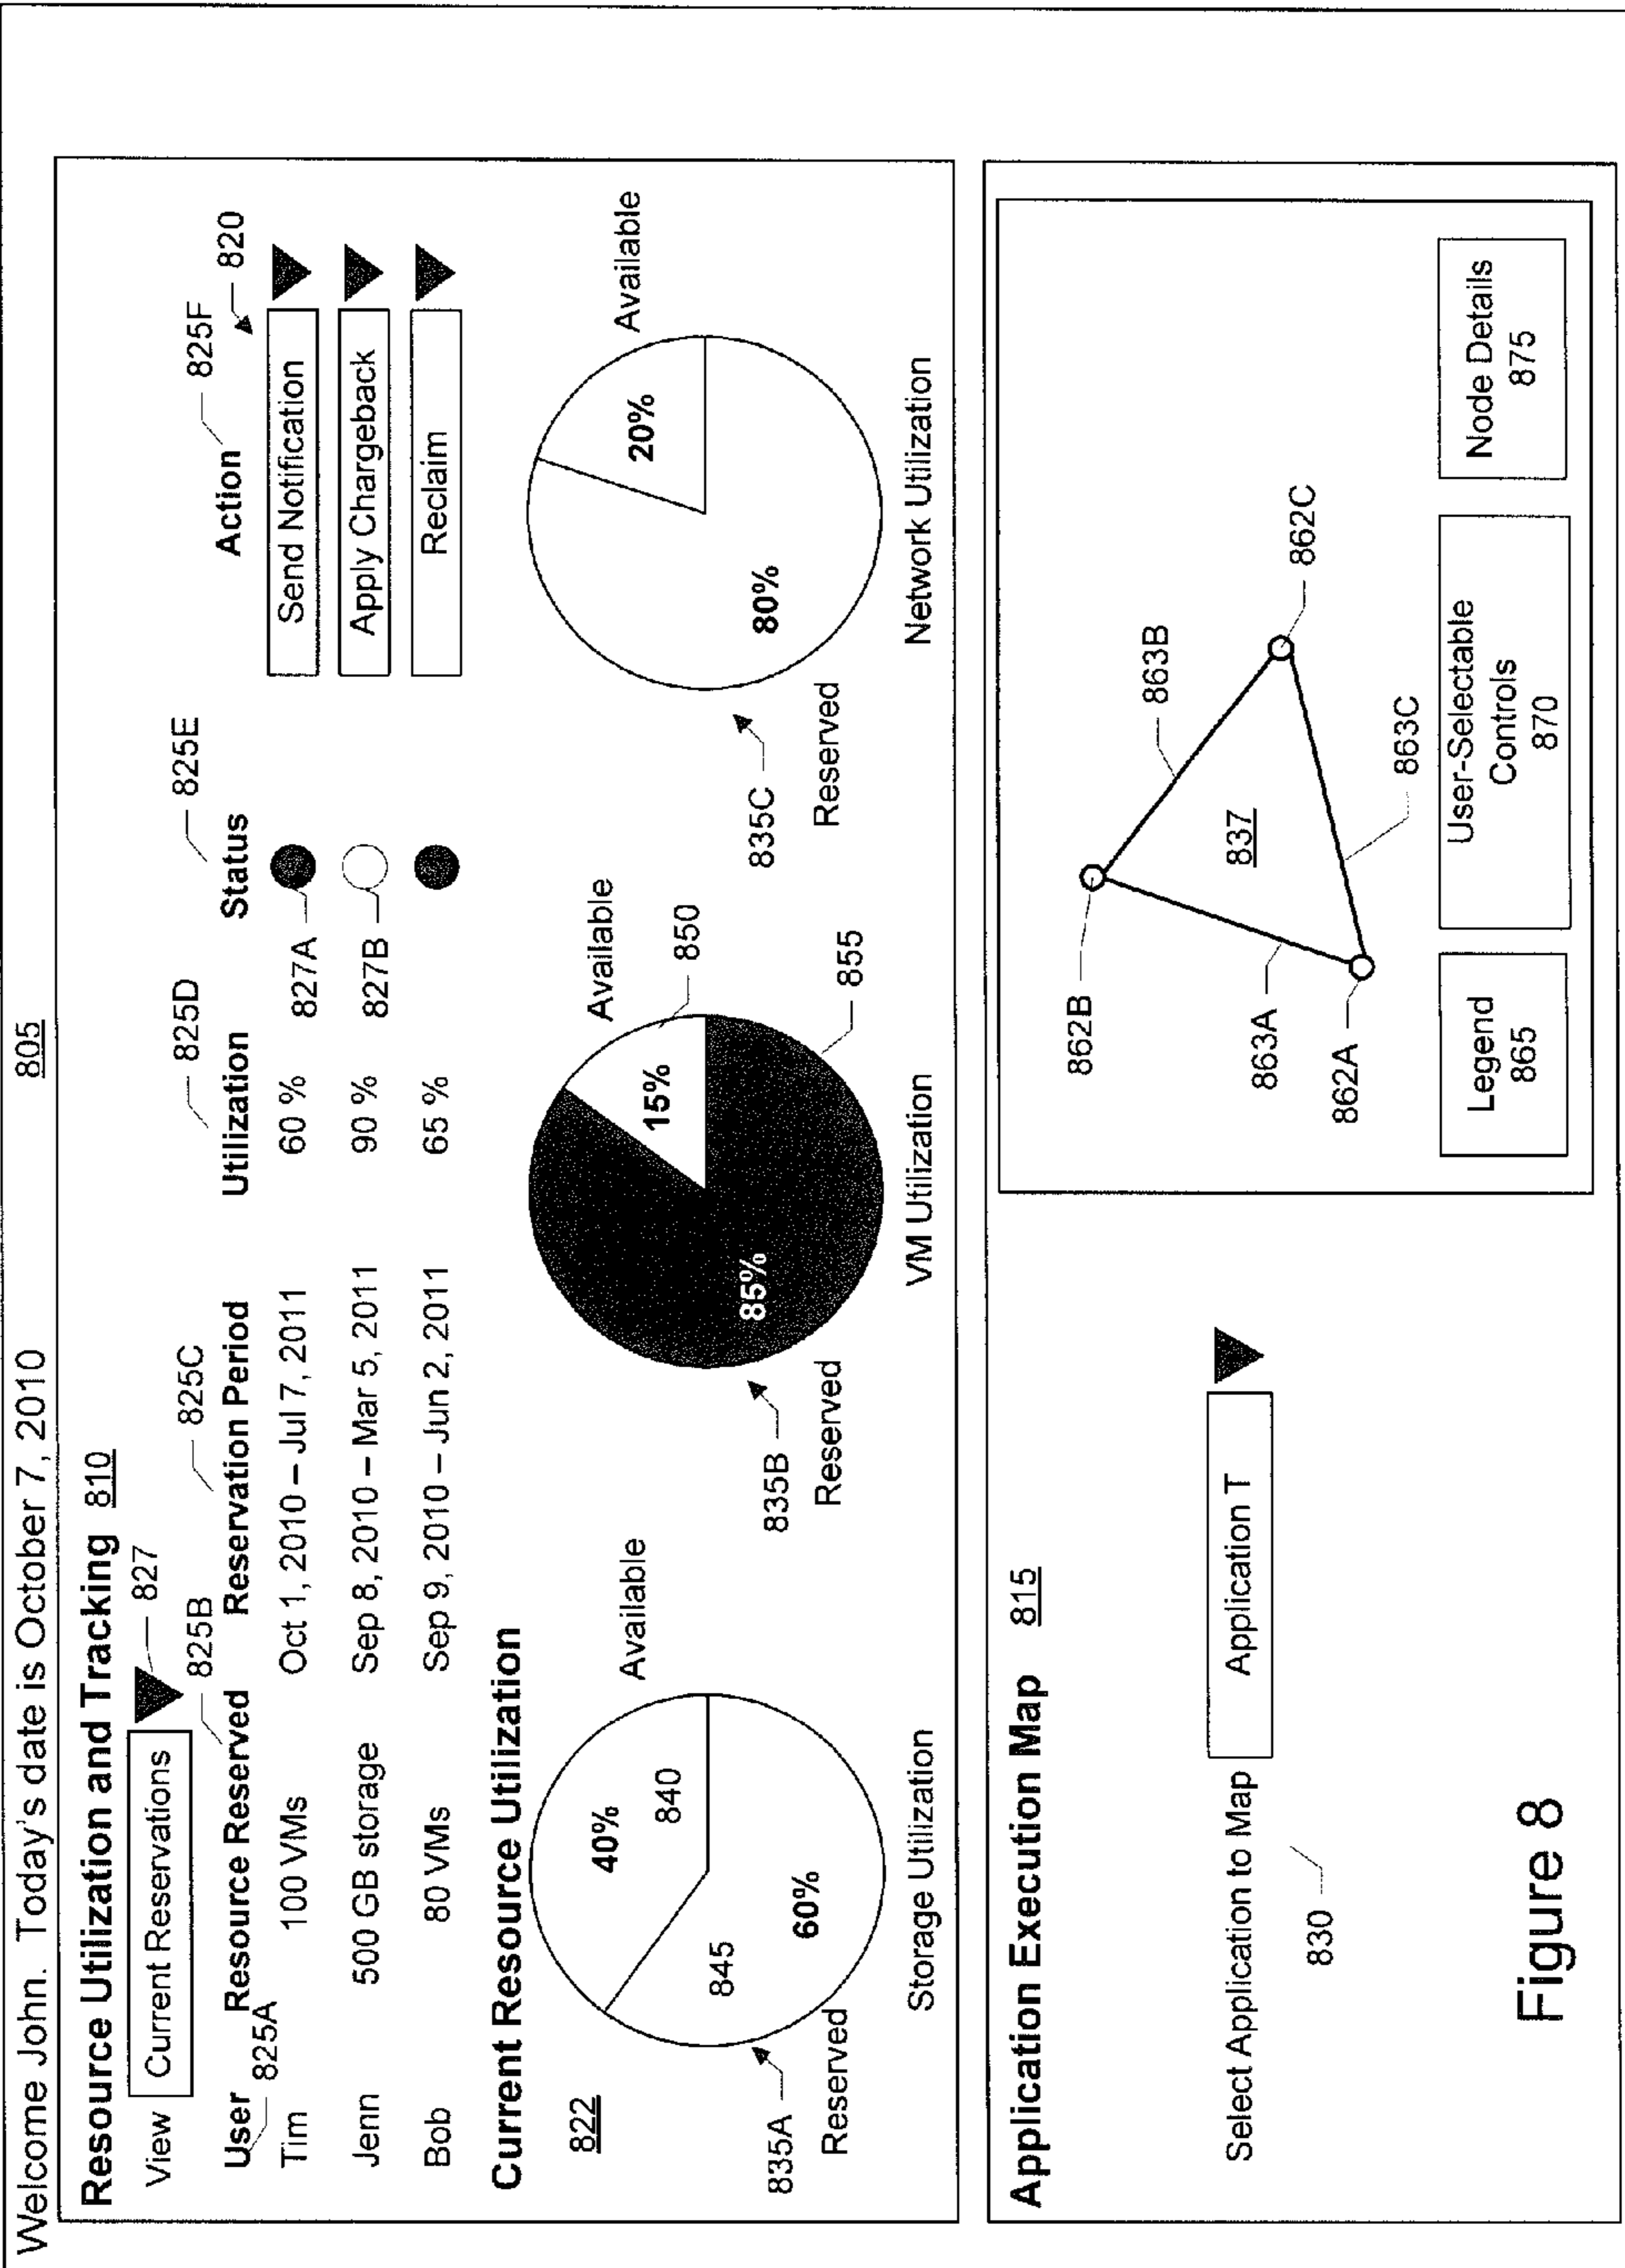 Welcome John. Today's date is October 7, 2010
805
Resource Utilization and Tracking 810
View Current Reservations 827
825A 825B 825C 825D 825E 825F 820
User Resource Reserved Reservation Period Utilization Status Action
Tim 100 VMs Oct 1, 2010 – Jul 7, 2011 60 % 827A Send Notification
Jenn 500 GB storage Sep 8, 2010 – Mar 5, 2011 90 % 827B Apply Chargeback
Bob 80 VMs Sep 9, 2010 – Jun 2, 2011 65 % Reclaim
Current Resource Utilization
822
Available
40%
840
845
60%
835A
Reserved
Storage Utilization
Available
850
15%
85%
855
835B
Reserved
VM Utilization
Available
20%
80%
835C
Reserved
Network Utilization
Application Execution Map 815
Select Application to Map Application T
830
862B
863B
863A
837
862C
862A
863C
Legend
865
User-Selectable
Controls
870
Node Details
875
Figure 8